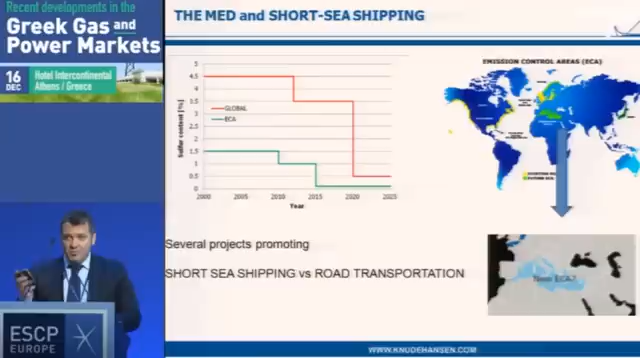 Recent developments in the
Greek Gas and
Power Markets
16
DEC
Hotel Intercontinental
Athens / Greece
THE MED and SHORT-SEA SHIPPING
5
4.5
4
3.5
3
2.5
2
1.5
1
0.5
0
Sulfur content [%]
GLOBAL
ECA
2000
2005
2010
2015
2020
2025
Year
EMISSION CONTROL AREAS (ECA)
New ECA?
Several projects promoting
SHORT SEA SHIPPING vs ROAD TRANSPORTATION
ESCP
EUROPE
WWW.KNUDEHANSEN.COM